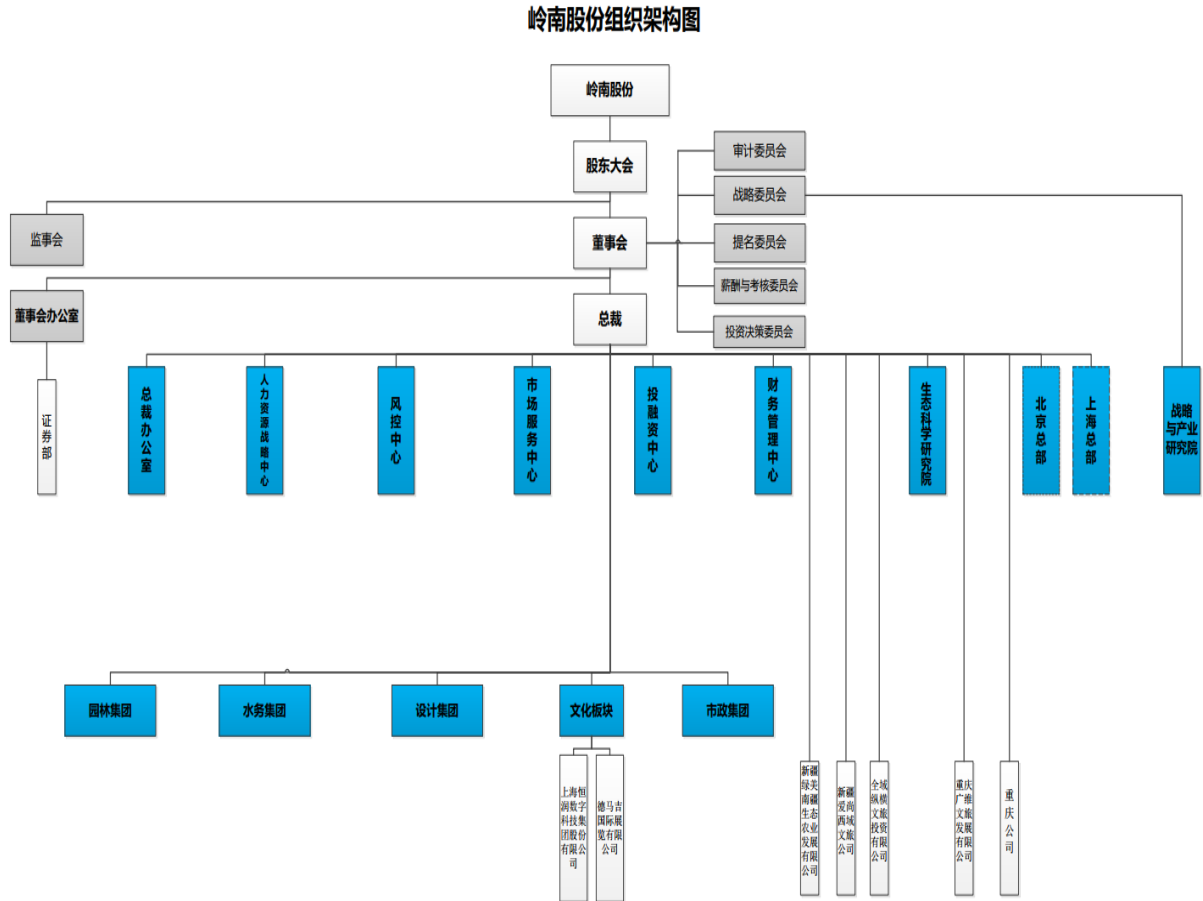 岭南股份组织架构图
岭南股份
股东大会
审计委员会
战略委员会
监事会
董事会
提名委员会
薪酬与考核委员会
董事会办公室
总裁
投资决策委员会
证券部
总裁办公室
人力资源战略中心
风控中心
市场服务中心
投融资中心
财务管理中心
生态科学研究院
北京总部
上海总部
战略
与产业
研究院
园林集团
水务集团
设计集团
文化板块
市政集团
上海恒
润数字
科技集
团股份
有限公
司
德马吉
国际展
览有限
公司
新疆
绿美
南疆
生态
农业
发展
有限
公司
新疆
爱尚
西域
文旅
公司
全域
纵横
文旅
投资
有限
公司
重庆
广维
文旅
发展
有限
公司
重庆公司